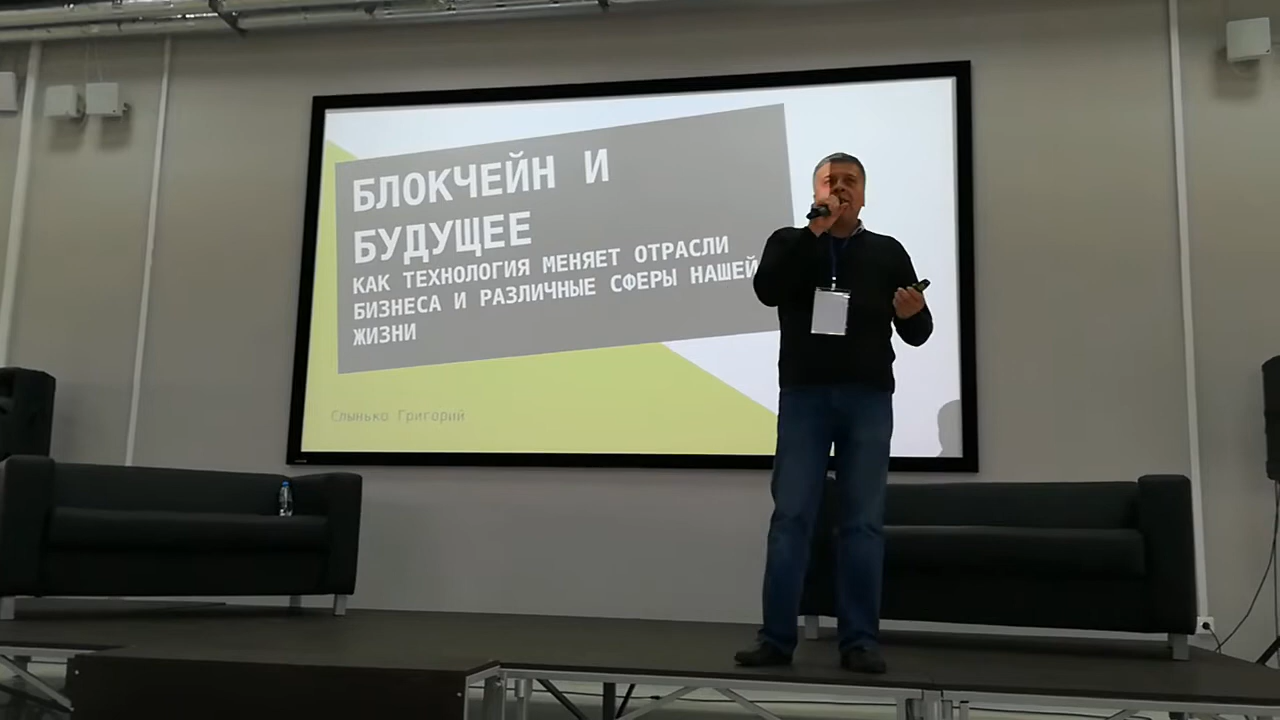 БЛОКЧЕЙН И
БУДУЩЕЕ
КАК ТЕХНОЛОГИЯ МЕНЯЕТ ОТРАСЛИ
БИЗНЕСА И РАЗЛИЧНЫЕ СФЕРЫ НАШЕЙ
ЖИЗНИ
Слынько Григорий